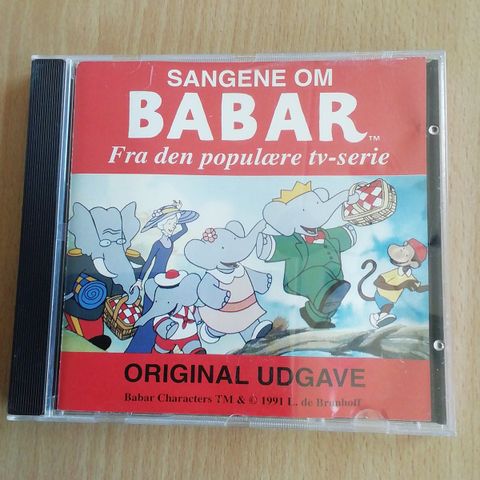 SANGENE OM
BABAR™
Fra den populære tv-serie
ORIGINAL UDGAVE
Babar Characters TM & © 1991 L. de Brunhoff